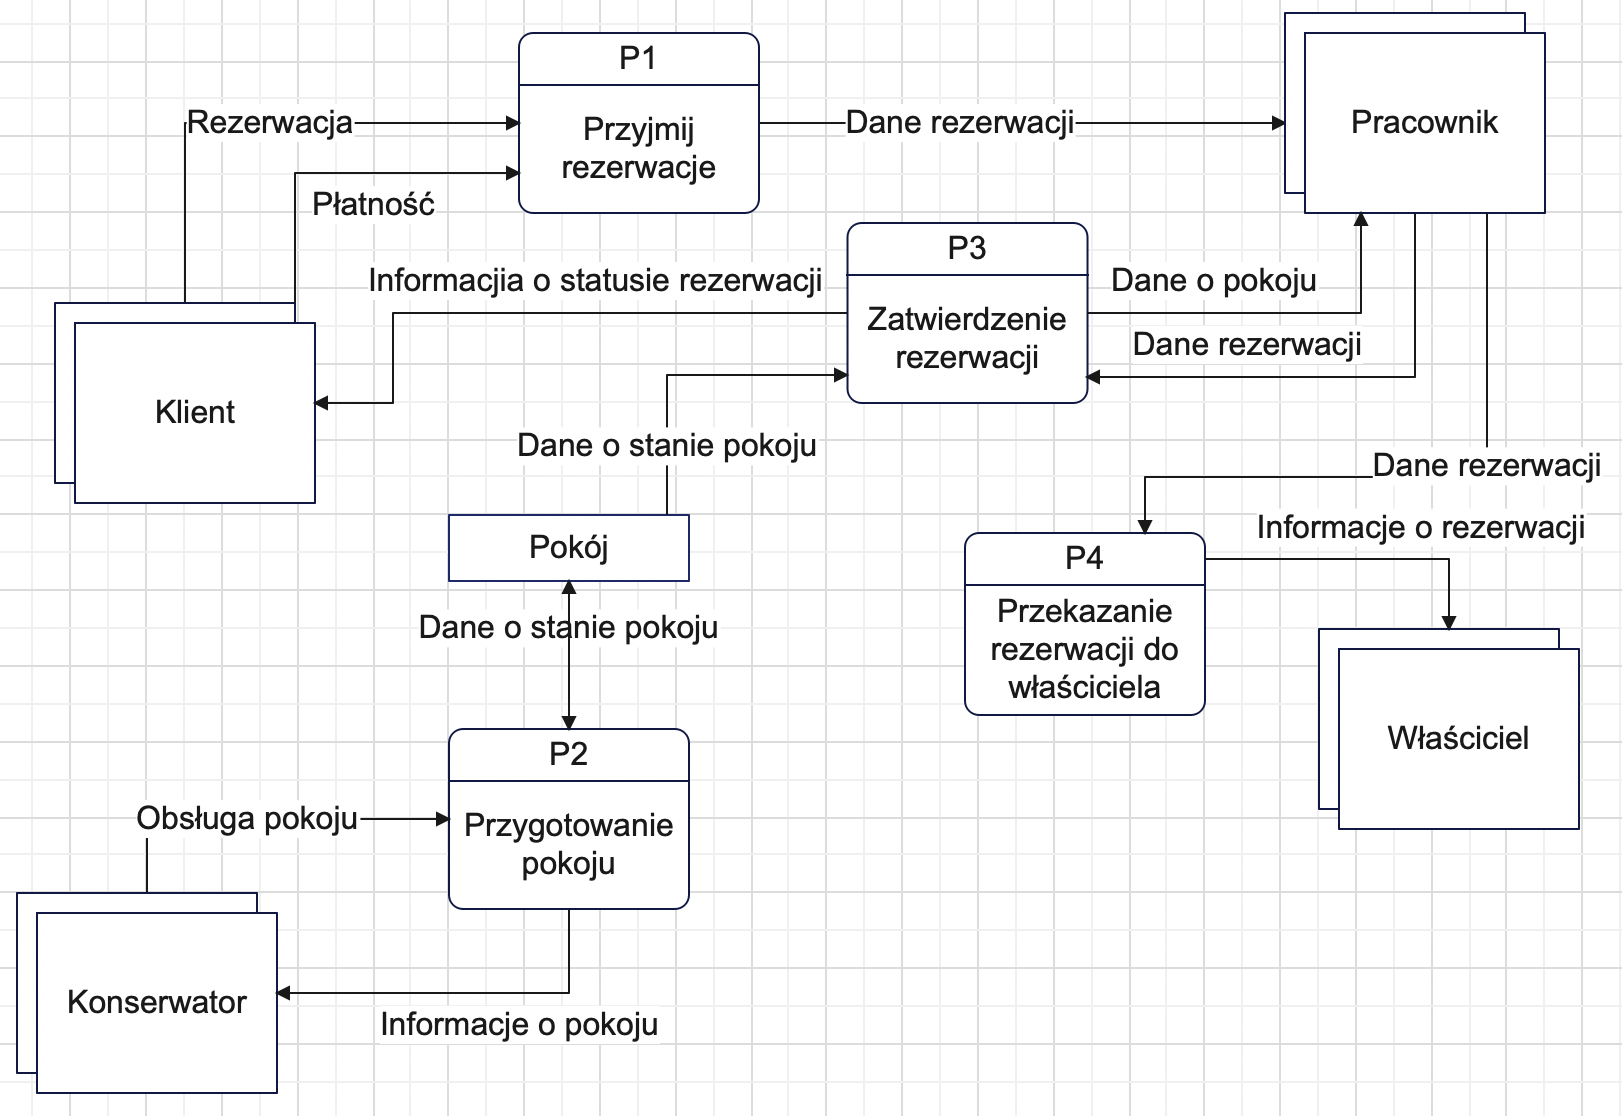 P1
Przyjmij
rezerwacje
Rezerwacja
Płatność
Dane rezerwacji
Pracownik
P3
Zatwierdzenie
rezerwacji
Informacjia o statusie rezerwacji
Dane o pokoju
Dane rezerwacji
Klient
Dane o stanie pokoju
Dane rezerwacji
Pokój
Informacje o rezerwacji
P4
Przekazanie
rezerwacji do
właściciela
Dane o stanie pokoju
Właściciel
P2
Przygotowanie
pokoju
Obsługa pokoju
Konserwator
Informacje o pokoju